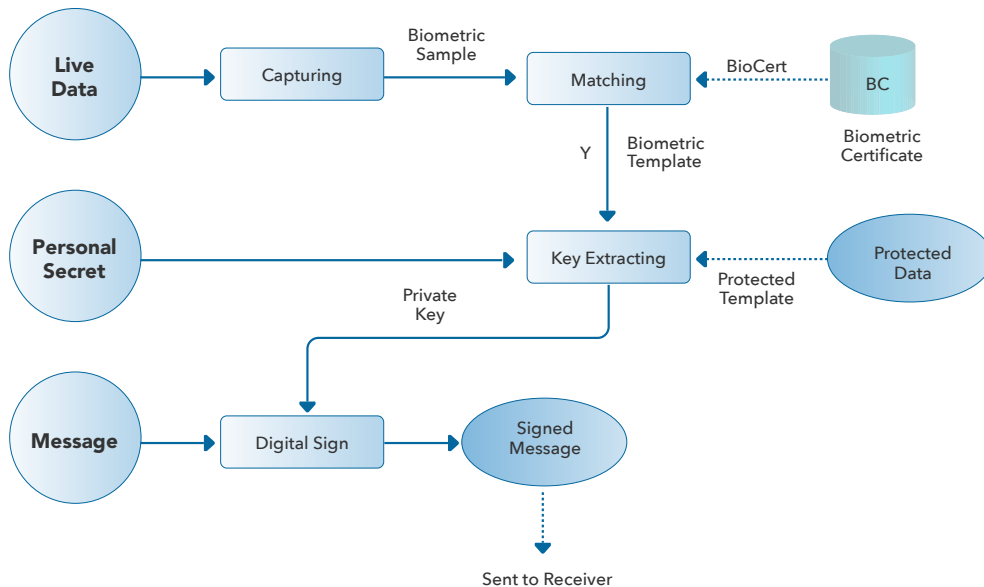 Live
Data
Capturing
Biometric
Sample
Matching
BioCert
BC
Biometric
Certificate
Y
Biometric
Template
Personal
Secret
Key Extracting
Protected
Template
Protected
Data
Private
Key
Message
Digital Sign
Signed
Message
Sent to Receiver